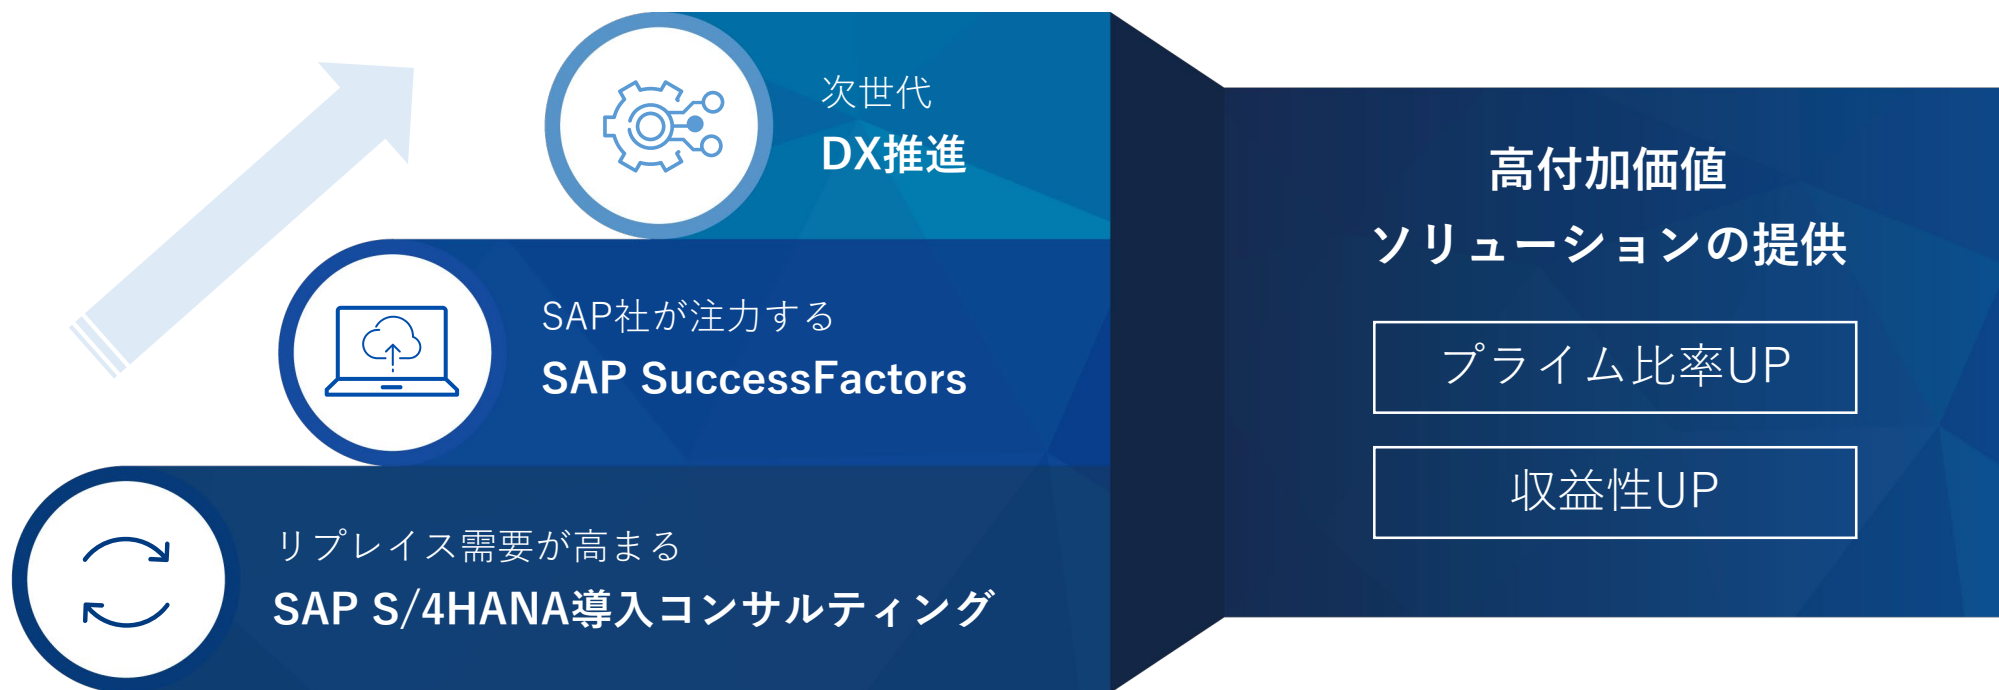 次世代
DX推進
SAP社が注力する
SAP SuccessFactors
リプレイス需要が高まる
SAP S/4HANA導入コンサルティング
高付加価値
ソリューションの提供
プライム比率UP
収益性UP